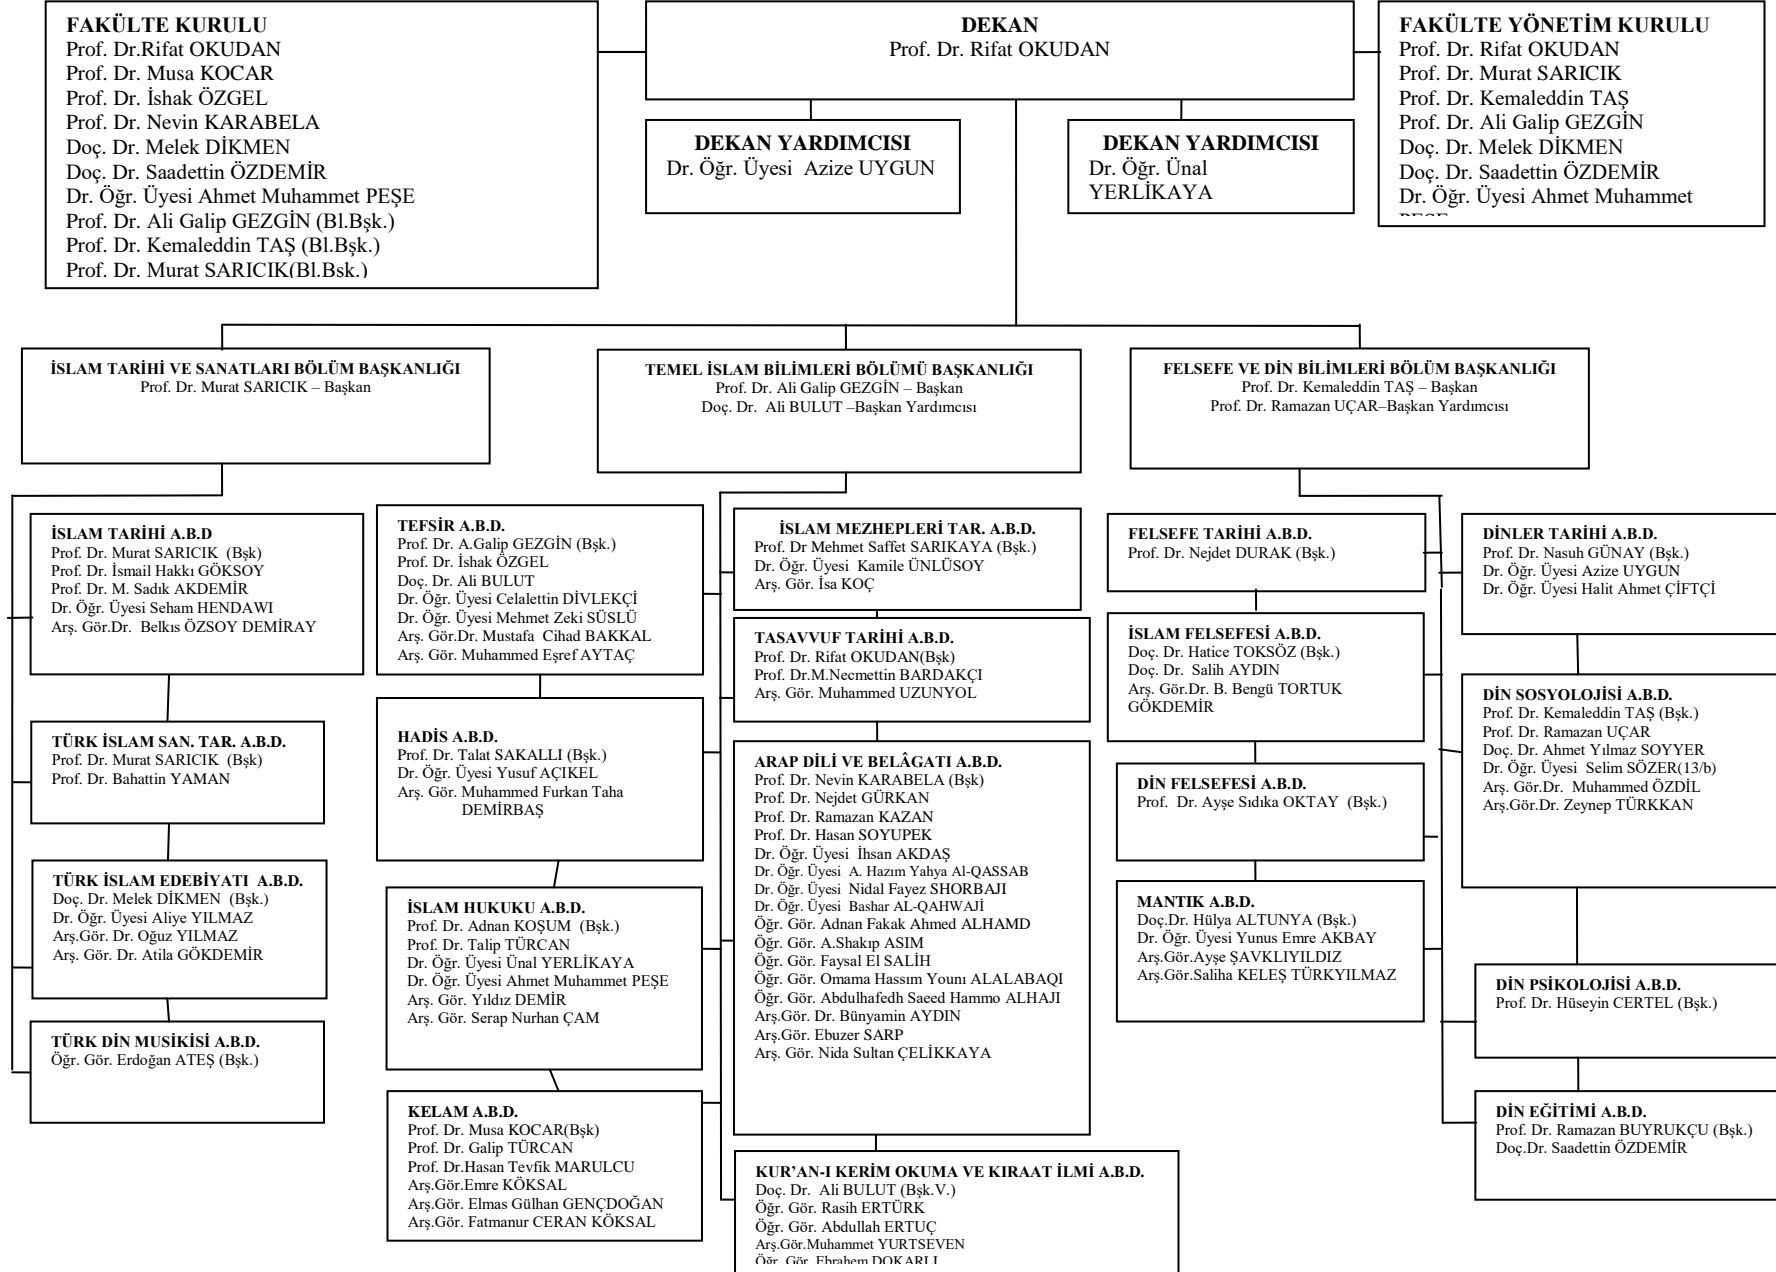 FAKÜLTE KURULU
Prof. Dr.Rifat OKUDAN
Prof. Dr. Musa KOCAR
Prof. Dr. İshak ÖZGEL
Prof. Dr. Nevin KARABELA
Doç. Dr. Melek DİKMEN
Doç. Dr. Saadettin ÖZDEMİR
Dr. Öğr. Üyesi Ahmet Muhammet PEŞE
Prof. Dr. Ali Galip GEZGİN (Bl.Bşk.)
Prof. Dr. Kemaleddin TAŞ (Bl.Bşk.)
Prof. Dr. Murat SARICIK(Bl.Bşk.)
DEKAN
Prof. Dr. Rifat OKUDAN
DEKAN YARDIMCISI
Dr. Öğr. Üyesi Azize UYGUN
DEKAN YARDIMCISI
Dr. Öğr. Ünal
YERLİKAYA
FAKÜLTE YÖNETİM KURULU
Prof. Dr. Rifat OKUDAN
Prof. Dr. Murat SARICIK
Prof. Dr. Kemaleddin TAŞ
Prof. Dr. Ali Galip GEZGİN
Doç. Dr. Melek DİKMEN
Doç. Dr. Saadettin ÖZDEMİR
Dr. Öğr. Üyesi Ahmet Muhammet
İSLAM TARİHİ VE SANATLARI BÖLÜM BAŞKANLIĞI
Prof. Dr. Murat SARICIK – Başkan
TEMEL İSLAM BİLİMLERİ BÖLÜMÜ BAŞKANLIĞI
Prof. Dr. Ali Galip GEZGİN – Başkan
Doç. Dr. Ali BULUT –Başkan Yardımcısı
FELSEFE VE DİN BİLİMLERİ BÖLÜM BAŞKANLIĞI
Prof. Dr. Kemaleddin TAŞ – Başkan
Prof. Dr. Ramazan UÇAR–Başkan Yardımcısı
İSLAM TARİHİ A.B.D
Prof. Dr. Murat SARICIK (Bşk)
Prof. Dr. İsmail Hakkı GÖKSOY
Prof. Dr. M. Sadık AKDEMİR
Dr. Öğr. Üyesi Seham HENDAWI
Arş. Gör.Dr. Belkıs ÖZSOY DEMİRAY
TÜRK İSLAM SAN. TAR. A.B.D.
Prof. Dr. Murat SARICIK (Bşk)
Prof. Dr. Bahattin YAMAN
TÜRK İSLAM EDEBİYATI A.B.D.
Doç. Dr. Melek DİKMEN (Bşk.)
Dr. Öğr. Üyesi Aliye YILMAZ
Arş.Gör. Dr. Oğuz YILMAZ
Arş. Gör. Dr. Atila GÖKDEMİR
TÜRK DİN MUSİKİSİ A.B.D.
Öğr. Gör. Erdoğan ATEŞ (Bşk.)
TEFSİR A.B.D.
Prof. Dr. A.Galip GEZGİN (Bşk.)
Prof. Dr. İshak ÖZGEL
Doç. Dr. Ali BULUT
Dr. Öğr. Üyesi Celalettin DİVLEKÇİ
Dr. Öğr. Üyesi Mehmet Zeki SÜSLÜ
Arş. Gör.Dr. Mustafa Cihad BAKKAL
Arş. Gör. Muhammed Eşref AYTAÇ
HADİS A.B.D.
Prof. Dr. Talat SAKALLI (Bşk.)
Dr. Öğr. Üyesi Yusuf AÇIKEL
Arş. Gör. Muhammed Furkan Taha
DEMİRBAŞ
İSLAM HUKUKU A.B.D.
Prof. Dr. Adnan KOŞUM (Bşk.)
Prof. Dr. Talip TÜRCAN
Dr. Öğr. Üyesi Ünal YERLİKAYA
Dr. Öğr. Üyesi Ahmet Muhammet PEŞE
Arş. Gör. Yıldız DEMİR
Arş. Gör. Serap Nurhan ÇAM
KELAM A.B.D.
Prof. Dr. Musa KOCAR(Bşk)
Prof. Dr. Galip TÜRCAN
Prof. Dr.Hasan Tevfik MARULCU
Arş.Gör.Emre KÖKSAL
Arş.Gör. Elmas Gülhan GENÇDOĞAN
Arş.Gör. Fatmanur CERAN KÖKSAL
İSLAM MEZHEPLERİ TAR. A.B.D.
Prof. Dr Mehmet Saffet SARIKAYA (Bşk.)
Dr. Öğr. Üyesi Kamile ÜNLÜSOY
Arş. Gör. İsa KOÇ
TASAVVUF TARİHİ A.B.D.
Prof. Dr. Rifat OKUDAN(Bşk)
Prof. Dr.M.Necmettin BARDAKÇI
Arş. Gör. Muhammed UZUNYOL
ARAP DİLİ VE BELÂGATI A.B.D.
Prof. Dr. Nevin KARABELA (Bşk)
Prof. Dr. Nejdet GÜRKAN
Prof. Dr. Ramazan KAZAN
Prof. Dr. Hasan SOYUPEK
Dr. Öğr. Üyesi İhsan AKDAŞ
Dr. Öğr. Üyesi A. Hazım Yahya Al-QASSAB
Dr. Öğr. Üyesi Nidal Fayez SHORBAJI
Dr. Öğr. Üyesi Bashar AL-QAHWAJİ
Öğr. Gör. Adnan Fakak Ahmed ALHAMD
Öğr. Gör. A.Shakıp ASIM
Öğr. Gör. Faysal El SALİH
Öğr. Gör. Omama Hassım Younı ALALABAQI
Öğr. Gör. Abdulhafedh Saeed Hammo ALHAJI
Arş.Gör. Dr. Bünyamin AYDIN
Arş.Gör. Ebuzer SARP
Arş. Gör. Nida Sultan ÇELİKKAYA
KUR’AN-I KERİM OKUMA VE KIRAAT İLMİ A.B.D.
Doç. Dr. Ali BULUT (Bşk.V.)
Öğr. Gör. Rasih ERTÜRK
Öğr. Gör. Abdullah ERTUÇ
Arş.Gör.Muhammet YURTSEVEN
Öğr. Gör. Ebrahem DOKARLI
FELSEFE TARİHİ A.B.D.
Prof. Dr. Nejdet DURAK (Bşk.)
İSLAM FELSEFESİ A.B.D.
Doç. Dr. Hatice TOKSÖZ (Bşk.)
Doç. Dr. Salih AYDIN
Arş. Gör.Dr. B. Bengü TORTUK
GÖKDEMİR
DİN FELSEFESİ A.B.D.
Prof. Dr. Ayşe Sıdıka OKTAY (Bşk.)
MANTIK A.B.D.
Doç.Dr. Hülya ALTUNYA (Bşk.)
Dr. Öğr. Üyesi Yunus Emre AKBAY
Arş.Gör.Ayşe ŞAVKLIYILDIZ
Arş.Gör.Saliha KELEŞ TÜRKYILMAZ
DİNLER TARİHİ A.B.D.
Prof. Dr. Nasuh GÜNAY (Bşk.)
Dr. Öğr. Üyesi Azize UYGUN
Dr. Öğr. Üyesi Halit Ahmet ÇİFTÇİ
DİN SOSYOLOJİSİ A.B.D.
Prof. Dr. Kemaleddin TAŞ (Bşk.)
Prof. Dr. Ramazan UÇAR
Doç. Dr. Ahmet Yılmaz SOYYER
Dr. Öğr. Üyesi Selim SÖZER(13/b)
Arş. Gör.Dr. Muhammed ÖZDİL
Arş.Gör.Dr. Zeynep TÜRKKAN
DİN PSİKOLOJİSİ A.B.D.
Prof. Dr. Hüseyin CERTEL (Bşk.)
DİN EĞİTİMİ A.B.D.
Prof. Dr. Ramazan BUYRUKÇU (Bşk.)
Doç.Dr. Saadettin ÖZDEMİR